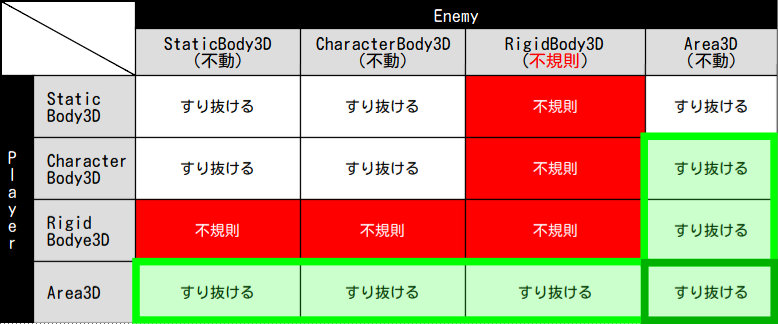 Enemy
StaticBody3D CharacterBody3D RigidBody3D Area3D
(不動) (不動) (不規則) (不動)
Player
Static
Body3D
すり抜ける すり抜ける 不規則 すり抜ける
Character
Body3D
すり抜ける すり抜ける 不規則 すり抜ける
Rigid
Bodye3D
不規則 不規則 不規則 すり抜ける
Area3D すり抜ける すり抜ける すり抜ける すり抜ける